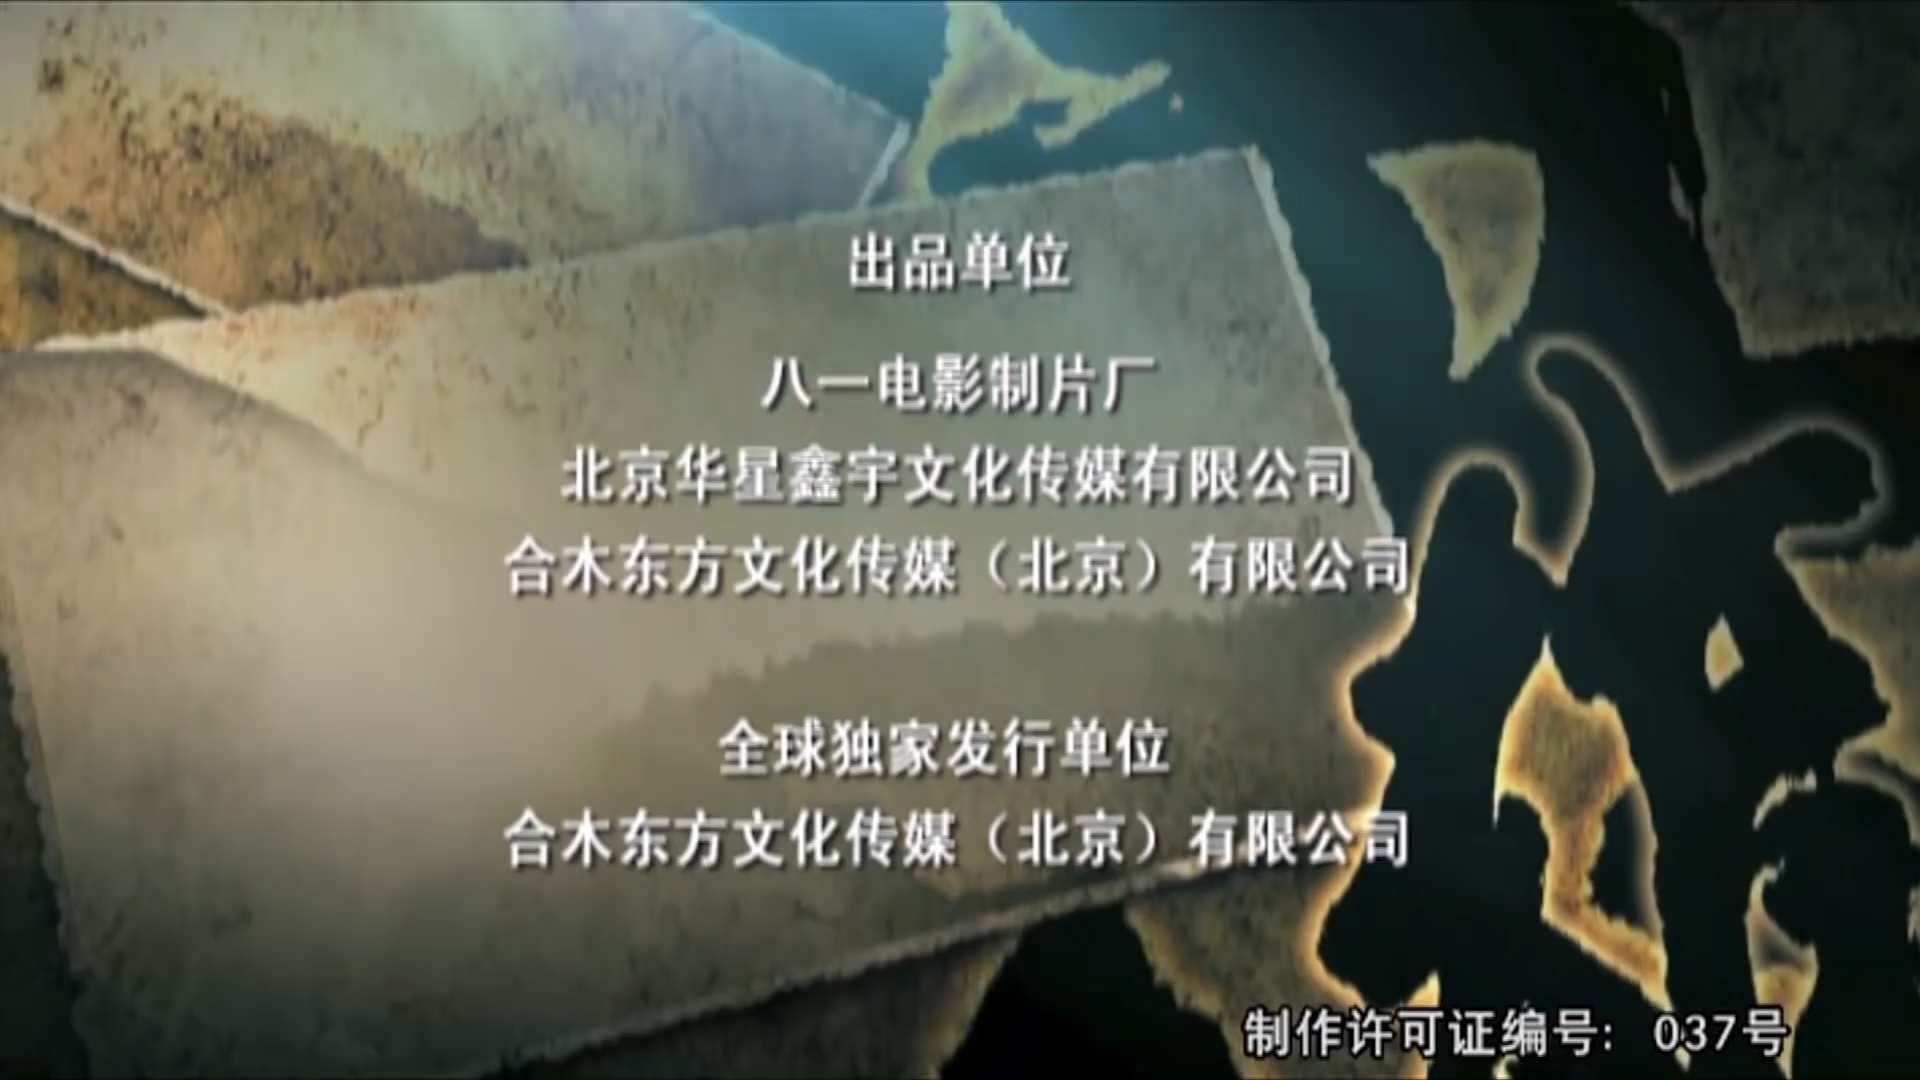 出品单位
八一电影制片厂
北京华星鑫宇文化传媒有限公司
合木东方文化传媒（北京）有限公司
全球独家发行单位
合木东方文化传媒（北京）有限公司
制作许可证编号: 037号